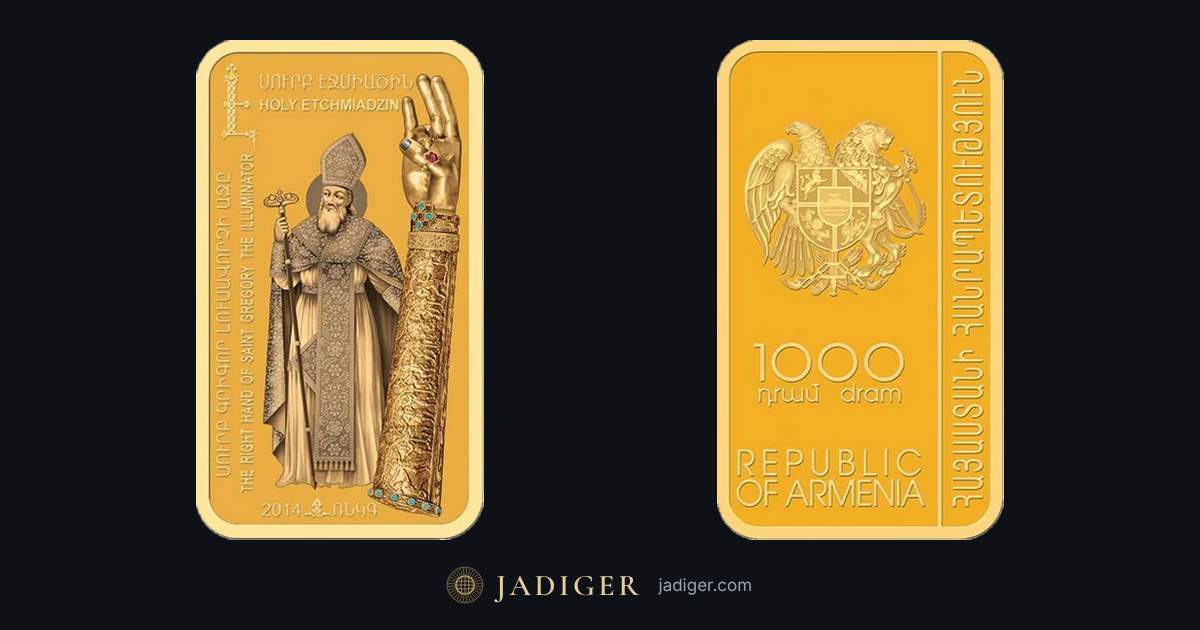 ՍՈՒՐԲ ԷՋՄԻԱԾԻՆ
HOLY ETCHMIADZIN
ՍՈՒՐԲ ԳՐԻԳՈՐ ԼՈՒՍԱՎՈՐՉԻ ԱՋԸ
THE RIGHT HAND OF SAINT GREGORY THE ILLUMINATOR
2014 ՌՆԿԳ
1000
դրամ dram
REPUBLIC
OF ARMENIA
ՀԱՅԱՍՏԱՆԻ ՀԱՆՐԱՊԵՏՈՒԹՅՈՒՆ
JADIGER jadiger.com